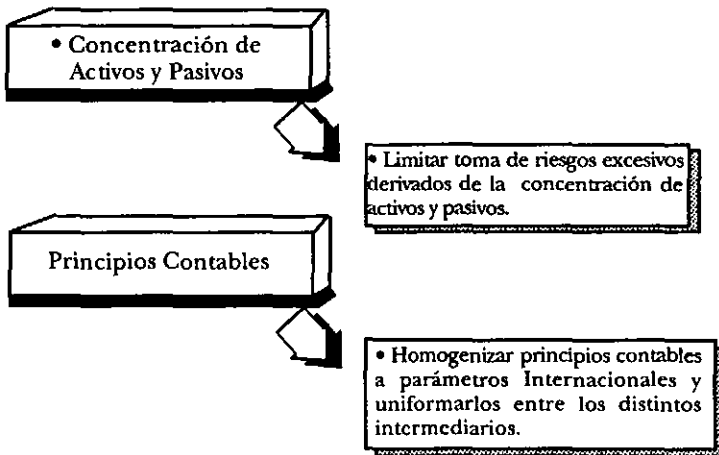 • Concentración de
Activos y Pasivos
• Limitar toma de riesgos excesivos
derivados de la concentración de
activos y pasivos.
Principios Contables
• Homogenizar principios contables
a parámetros Internacionales y
uniformarlos entre los distintos
intermediarios.